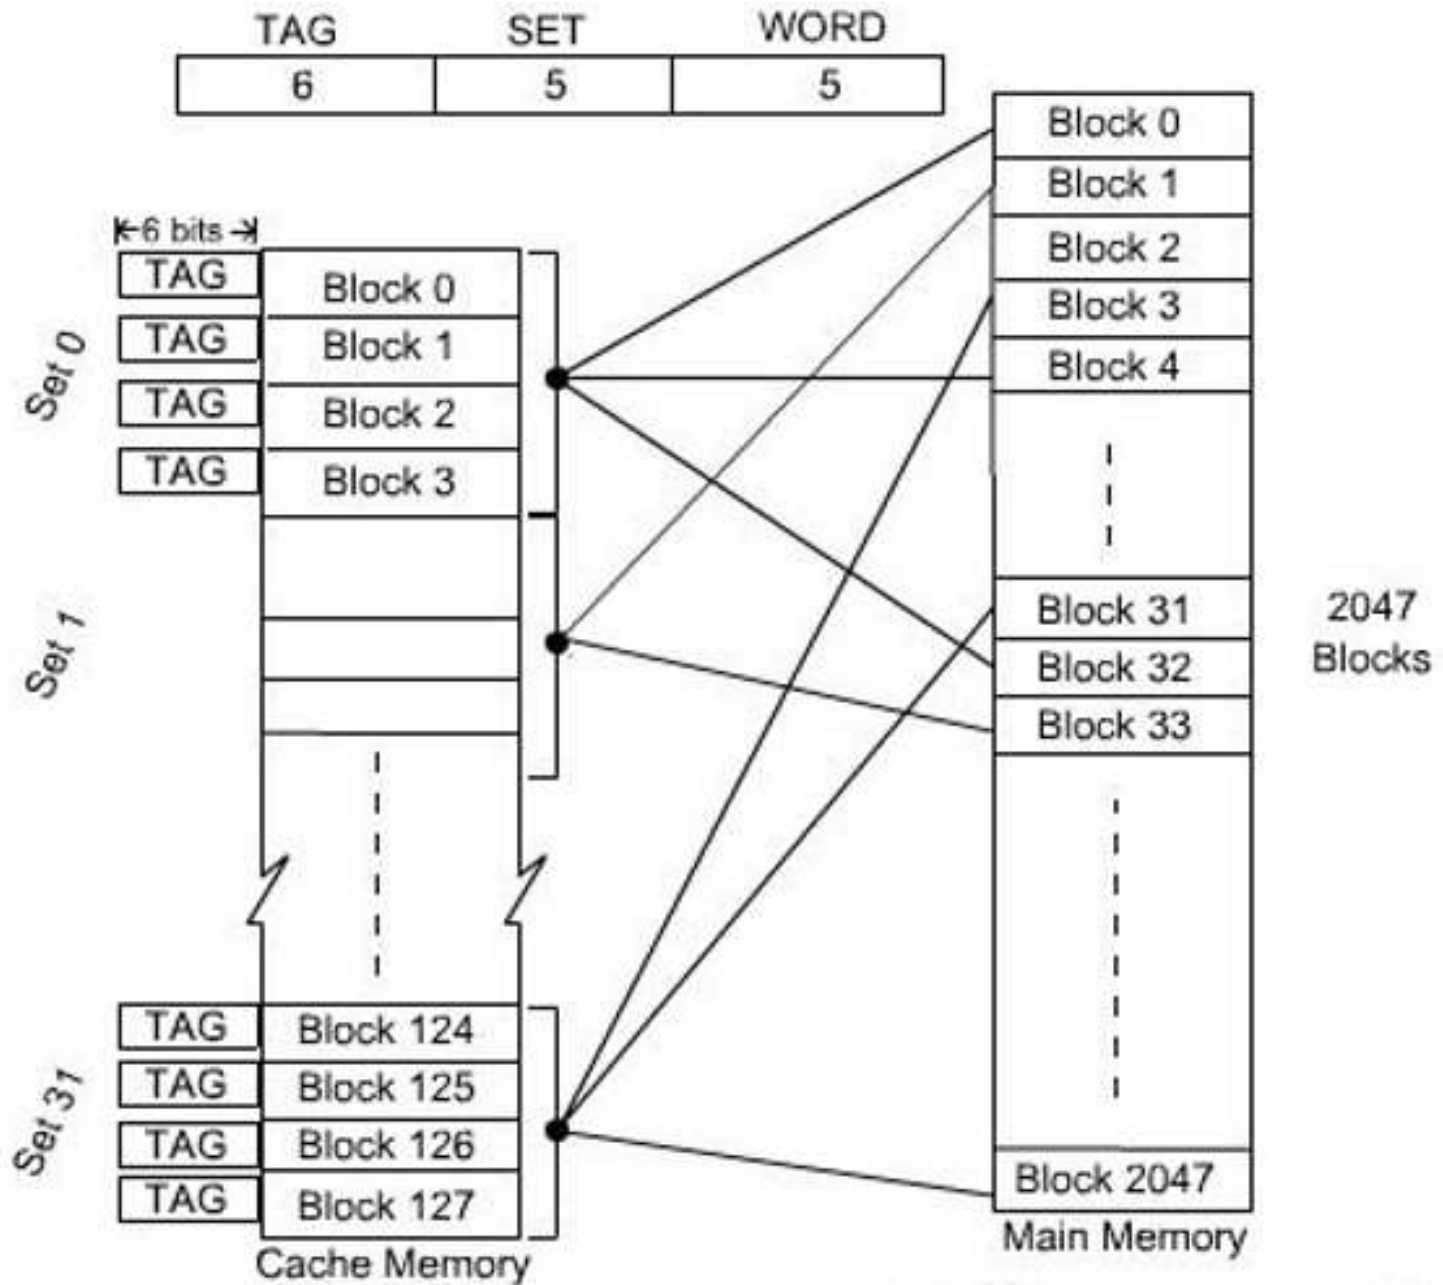 TAG SET WORD
6 5 5
6 bits
TAG
TAG
TAG
TAG
Set 0
Block 0
Block 1
Block 2
Block 3
Set 1
TAG
TAG
TAG
TAG
Set 31
Block 124
Block 125
Block 126
Block 127
Cache Memory
Block 0
Block 1
Block 2
Block 3
Block 4
Block 31
Block 32
Block 33
Block 2047
Main Memory
2047
Blocks